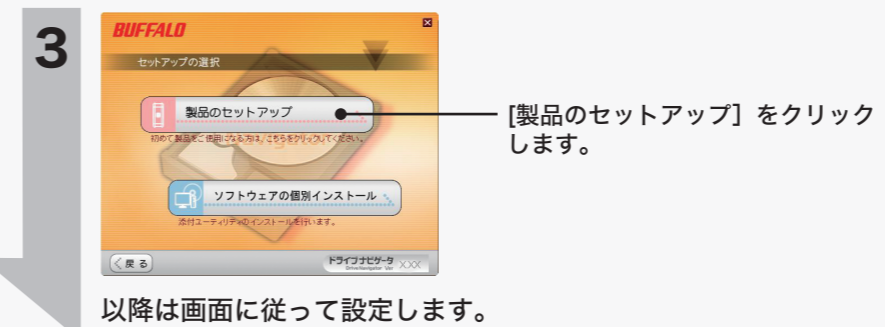 3
BUFFALO
セットアップの選択
製品のセットアップ
初めて製品をご使用になる方は、こちらをクリックしてください。
[製品のセットアップ］をクリック
します。
ソフトウェアの個別インストール
添付ユーティリティのインストールを行います。
＜戻る
ドライブナビゲータ
DriveNavigator Ver
X.XX
以降は画面に従って設定します。